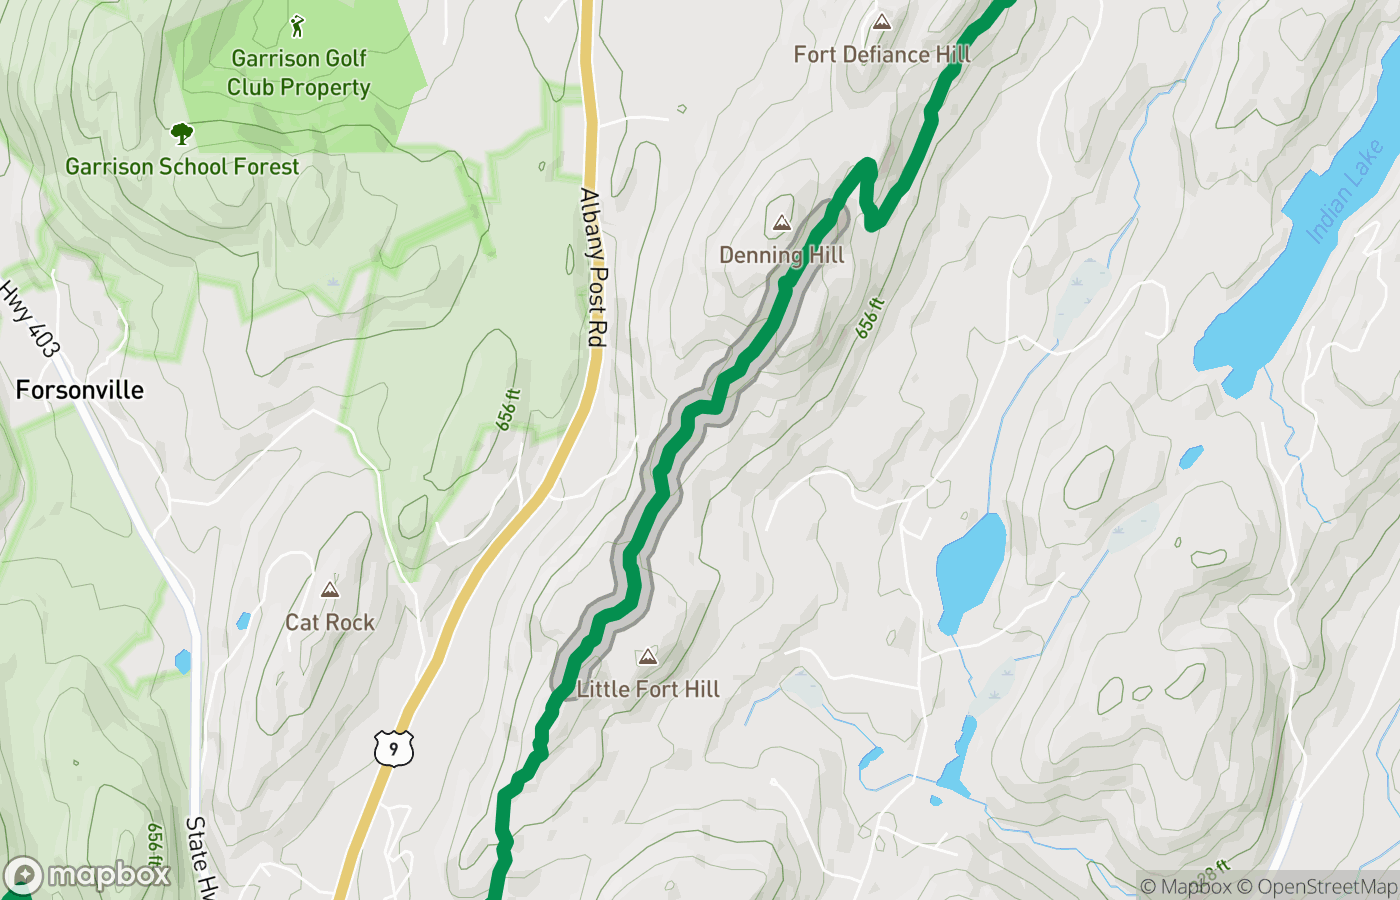 Garrison Golf
Club Property
Garrison School Forest
Fort Defiance Hill
Indian Lake
Denning Hill
Albany Post Rd
Hwy 403
Forsonville
656 ft
656 ft
Cat Rock
Little Fort Hill
9
656 ft
State Hw
mapbox
28 ft
© Mapbox © OpenStreetMap